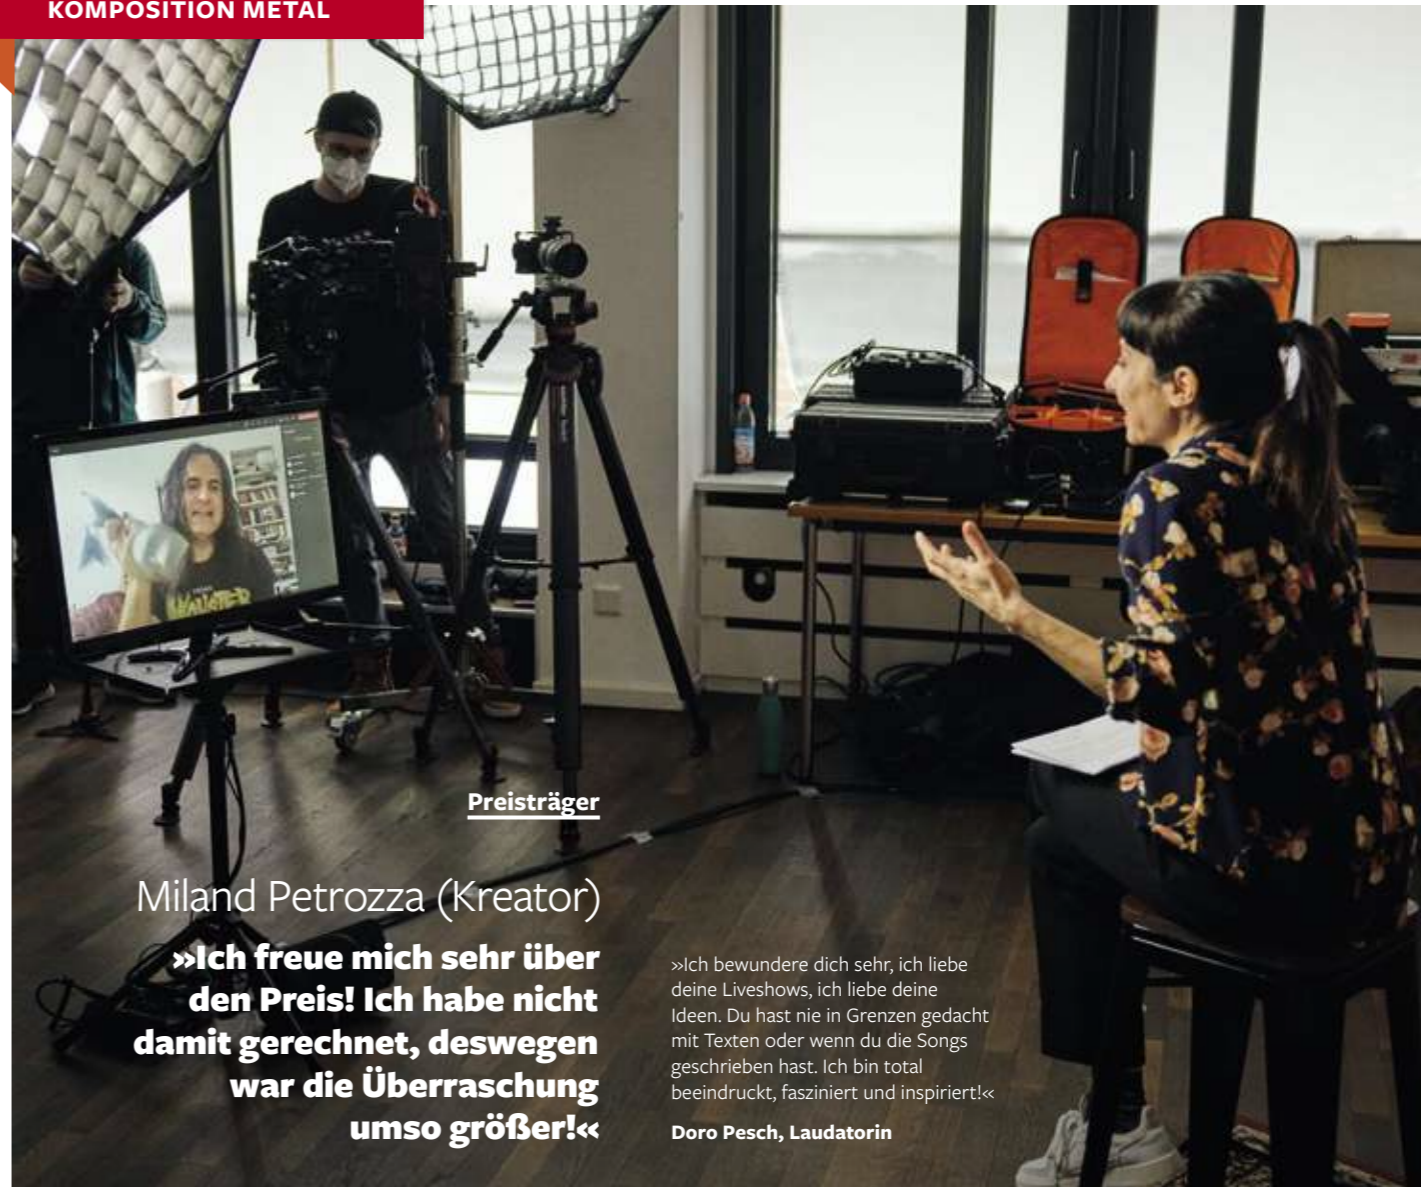 KOMPOSITION METAL
Preisträger
Miland Petrozza (Kreator)
»Ich freue mich sehr über
den Preis! Ich habe nicht
damit gerechnet, deswegen
war die Überraschung
umso größer!«
»Ich bewundere dich sehr, ich liebe
deine Liveshows, ich liebe deine
Ideen. Du hast nie in Grenzen gedacht
mit Texten oder wenn du die Songs
geschrieben hast. Ich bin total
beeindruckt, fasziniert und inspiriert!«
Doro Pesch, Laudatorin